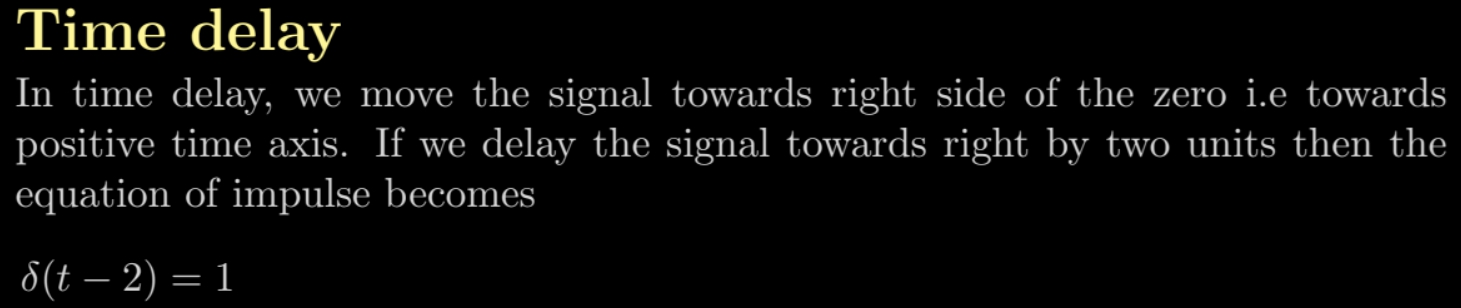 Time delay
In time delay, we move the signal towards right side of the zero i.e towards
positive time axis. If we delay the signal towards right by two units then the
equation of impulse becomes
δ(t − 2) = 1